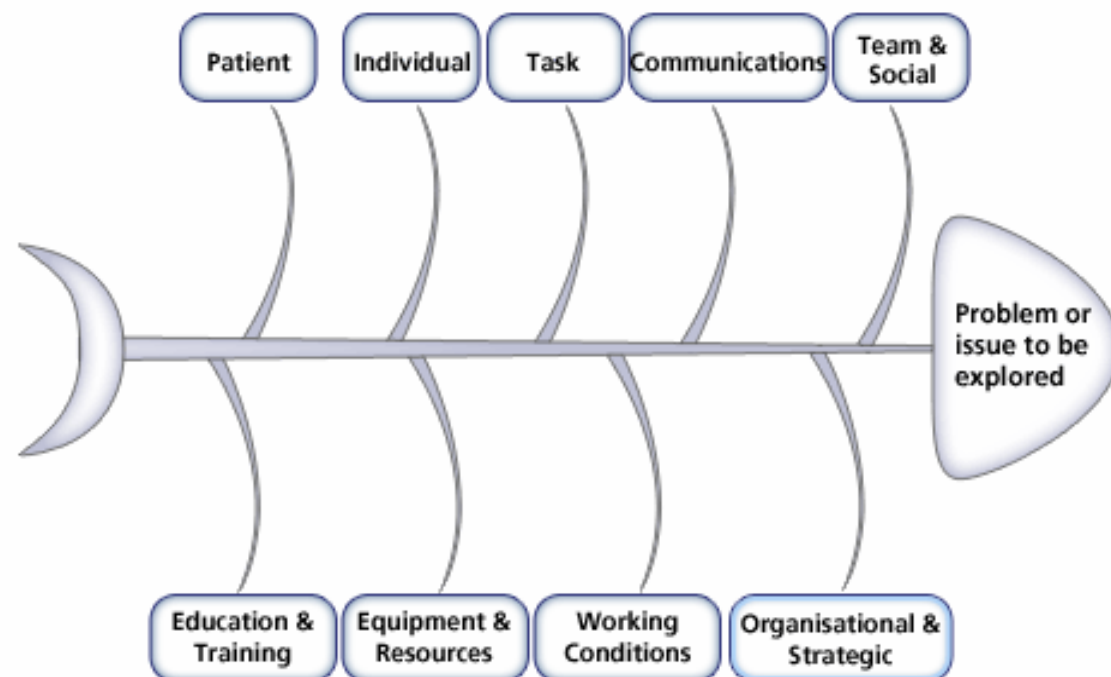 Patient
Individual
Task
Communications
Team &
Social
Problem or
issue to be
explored
Education &
Training
Equipment &
Resources
Working
Conditions
Organisational &
Strategic